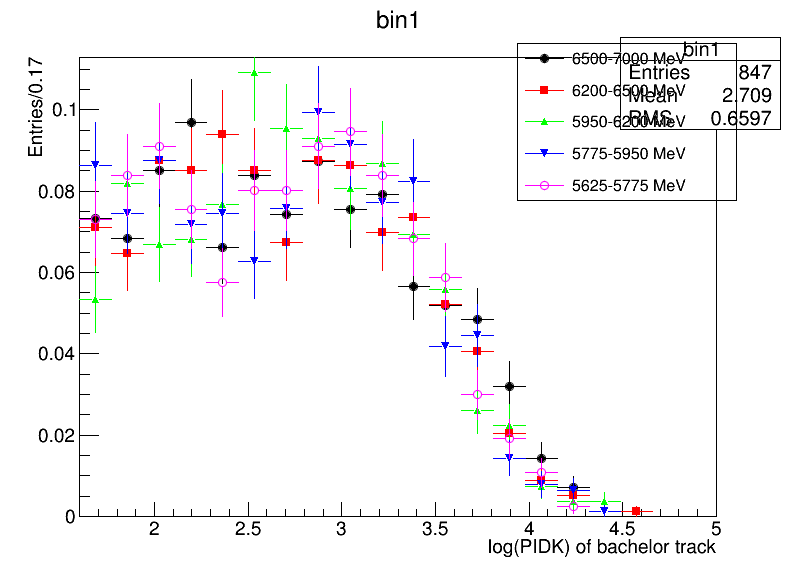 bin1
bin1
Entries 847
Mean 2.709
RMS 0.6597
6500-7000 MeV
6200-6500 MeV
5950-6200 MeV
5775-5950 MeV
5625-5775 MeV
Entries/0.17
0.1
0.08
0.06
0.04
0.02
0
2 2.5 3 3.5 4 4.5 5
log(PIDK) of bachelor track